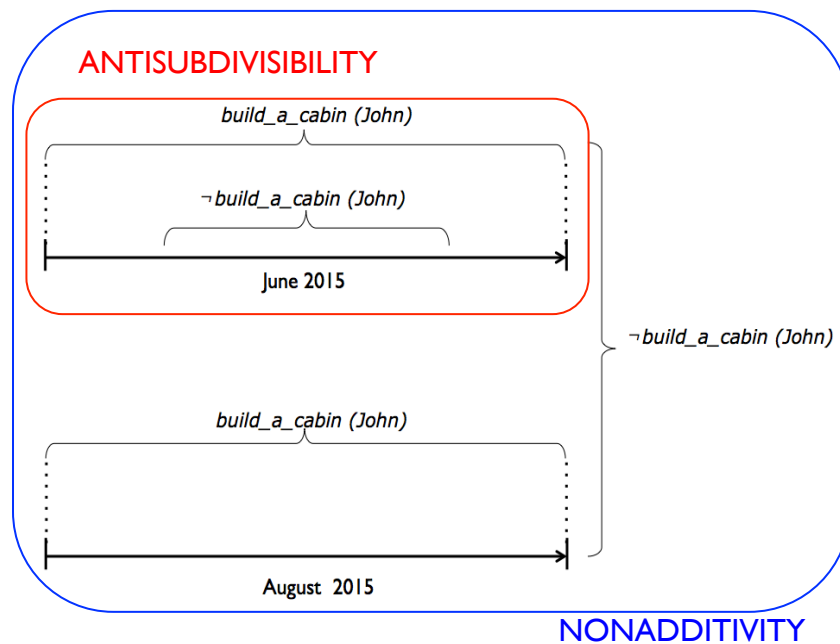 ANTISUBDIVISIBILITY
build_a_cabin (John)
¬ build_a_cabin (John)
June 2015
¬ build_a_cabin (John)
build_a_cabin (John)
August 2015
NONADDITIVITY